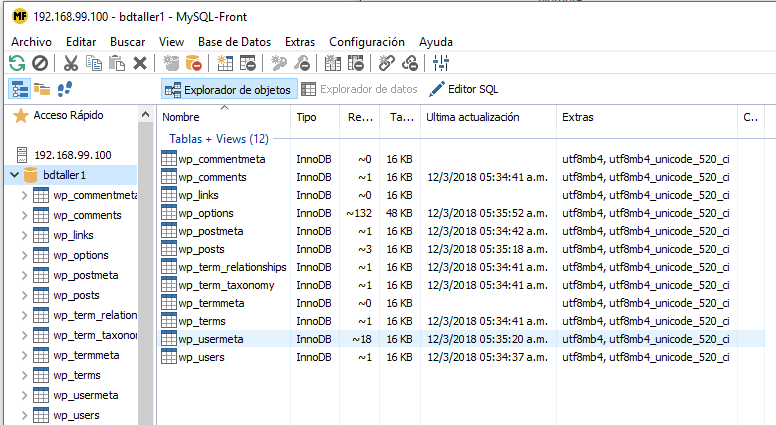 MF 192.168.99.100 - bdtaller1 - MySQL-Front
Archivo Editar Buscar View Base de Datos Extras Configuración Ayuda
Explorador de objetos Explorador de datos Editor SQL
Acceso Rápido
192.168.99.100
bdtaller1
wp_commentmeta
wp_comments
wp_links
wp_options
wp_postmeta
wp_posts
wp_term_relation
wp_term_taxonon
wp_termmeta
wp_terms
wp_usermeta
wp_users
Nombre Tipo Re... Ta... Ultima actualización Extras C...
Tablas + Views (12)
wp_commentmeta InnoDB ~0 16 KB utf8mb4, utf8mb4_unicode_520_ci
wp_comments InnoDB ~1 16 KB 12/3/2018 05:34:41 a.m. utf8mb4, utf8mb4_unicode_520_ci
wp_links InnoDB ~0 16 KB utf8mb4, utf8mb4_unicode_520_ci
wp_options InnoDB ~132 48 KB 12/3/2018 05:35:52 a.m. utf8mb4, utf8mb4_unicode_520_ci
wp_postmeta InnoDB ~1 16 KB 12/3/2018 05:34:42 a.m. utf8mb4, utf8mb4_unicode_520_ci
wp_posts InnoDB ~3 16 KB 12/3/2018 05:35:18 a.m. utf8mb4, utf8mb4_unicode_520_ci
wp_term_relationships InnoDB ~1 16 KB 12/3/2018 05:34:41 a.m. utf8mb4, utf8mb4_unicode_520_ci
wp_term_taxonomy InnoDB ~1 16 KB 12/3/2018 05:34:41 a.m. utf8mb4, utf8mb4_unicode_520_ci
wp_termmeta InnoDB ~0 16 KB utf8mb4, utf8mb4_unicode_520_ci
wp_terms InnoDB ~1 16 KB 12/3/2018 05:34:41 a.m. utf8mb4, utf8mb4_unicode_520_ci
wp_usermeta InnoDB ~18 16 KB 12/3/2018 05:35:20 a.m. utf8mb4, utf8mb4_unicode_520_ci
wp_users InnoDB ~1 16 KB 12/3/2018 05:34:37 a.m. utf8mb4, utf8mb4_unicode_520_ci